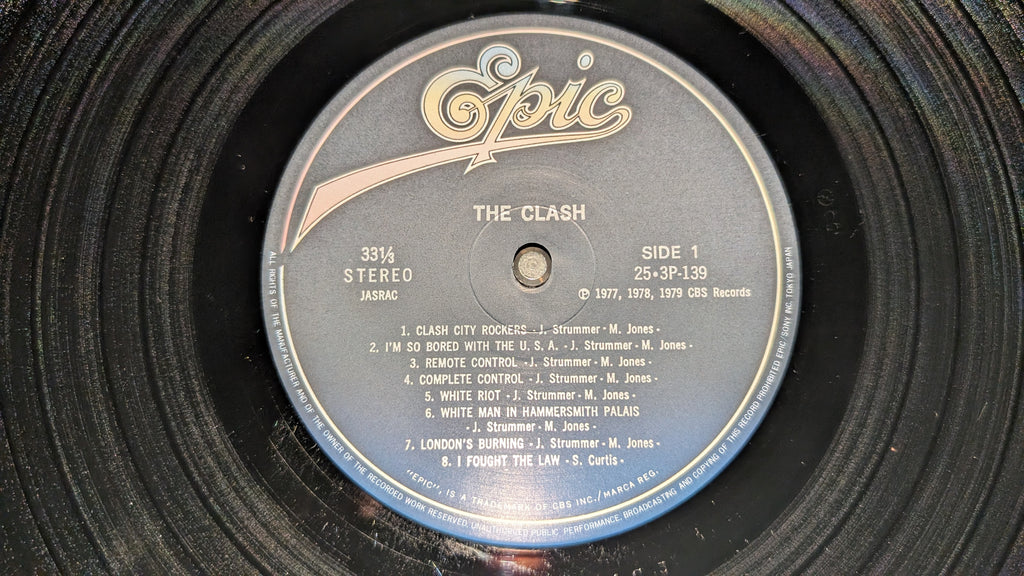 Epic
THE CLASH
33⅓
STEREO
JASRAC
SIDE 1
25•3P-139
Ⓟ 1977, 1978, 1979 CBS Records
1. CLASH CITY ROCKERS - J. Strummer - M. Jones -
2. I'M SO BORED WITH THE U. S. A. - J. Strummer - M. Jones -
3. REMOTE CONTROL - J. Strummer - M. Jones -
4. COMPLETE CONTROL - J. Strummer - M. Jones -
5. WHITE RIOT - J. Strummer - M. Jones -
6. WHITE MAN IN HAMMERSMITH PALAIS
- J. Strummer - M. Jones -
7. LONDON'S BURNING - J. Strummer - M. Jones -
8. I FOUGHT THE LAW - S. Curtis -
"EPIC", IS A TRADEMARK OF CBS INC./MARCA REG.
ALL RIGHTS OF THE MANUFACTURER AND OF THE OWNER OF THE RECORDED WORK RESERVED. UNAUTHORIZED PUBLIC PERFORMANCE, BROADCASTING AND COPYING OF THIS RECORD PROHIBITED EPIC/SONY INC. TOKYO JAPAN